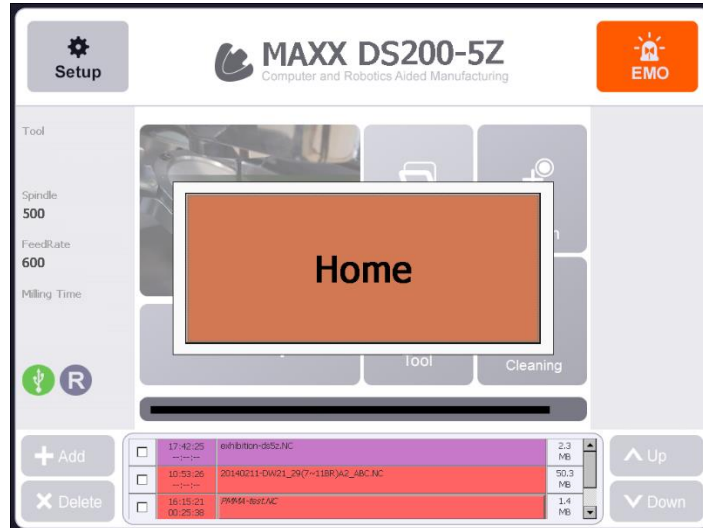 Setup
MAXX DS200-5Z
Computer and Robotics Aided Manufacturing
EMO
Tool
Spindle
500
FeedRate
600
Milling Time
R
Home
Tool
Cleaning
Add
Delete
17:42:25
--:--:--
exhibition-ds5z.NC
2.3
MB
10:53:26
--:--:--
20140211-DW21_29(7~11BR)A2_ABC.NC
50.3
MB
16:15:21
00:25:38
PMMA-test.NC
1.4
MB
Up
Down